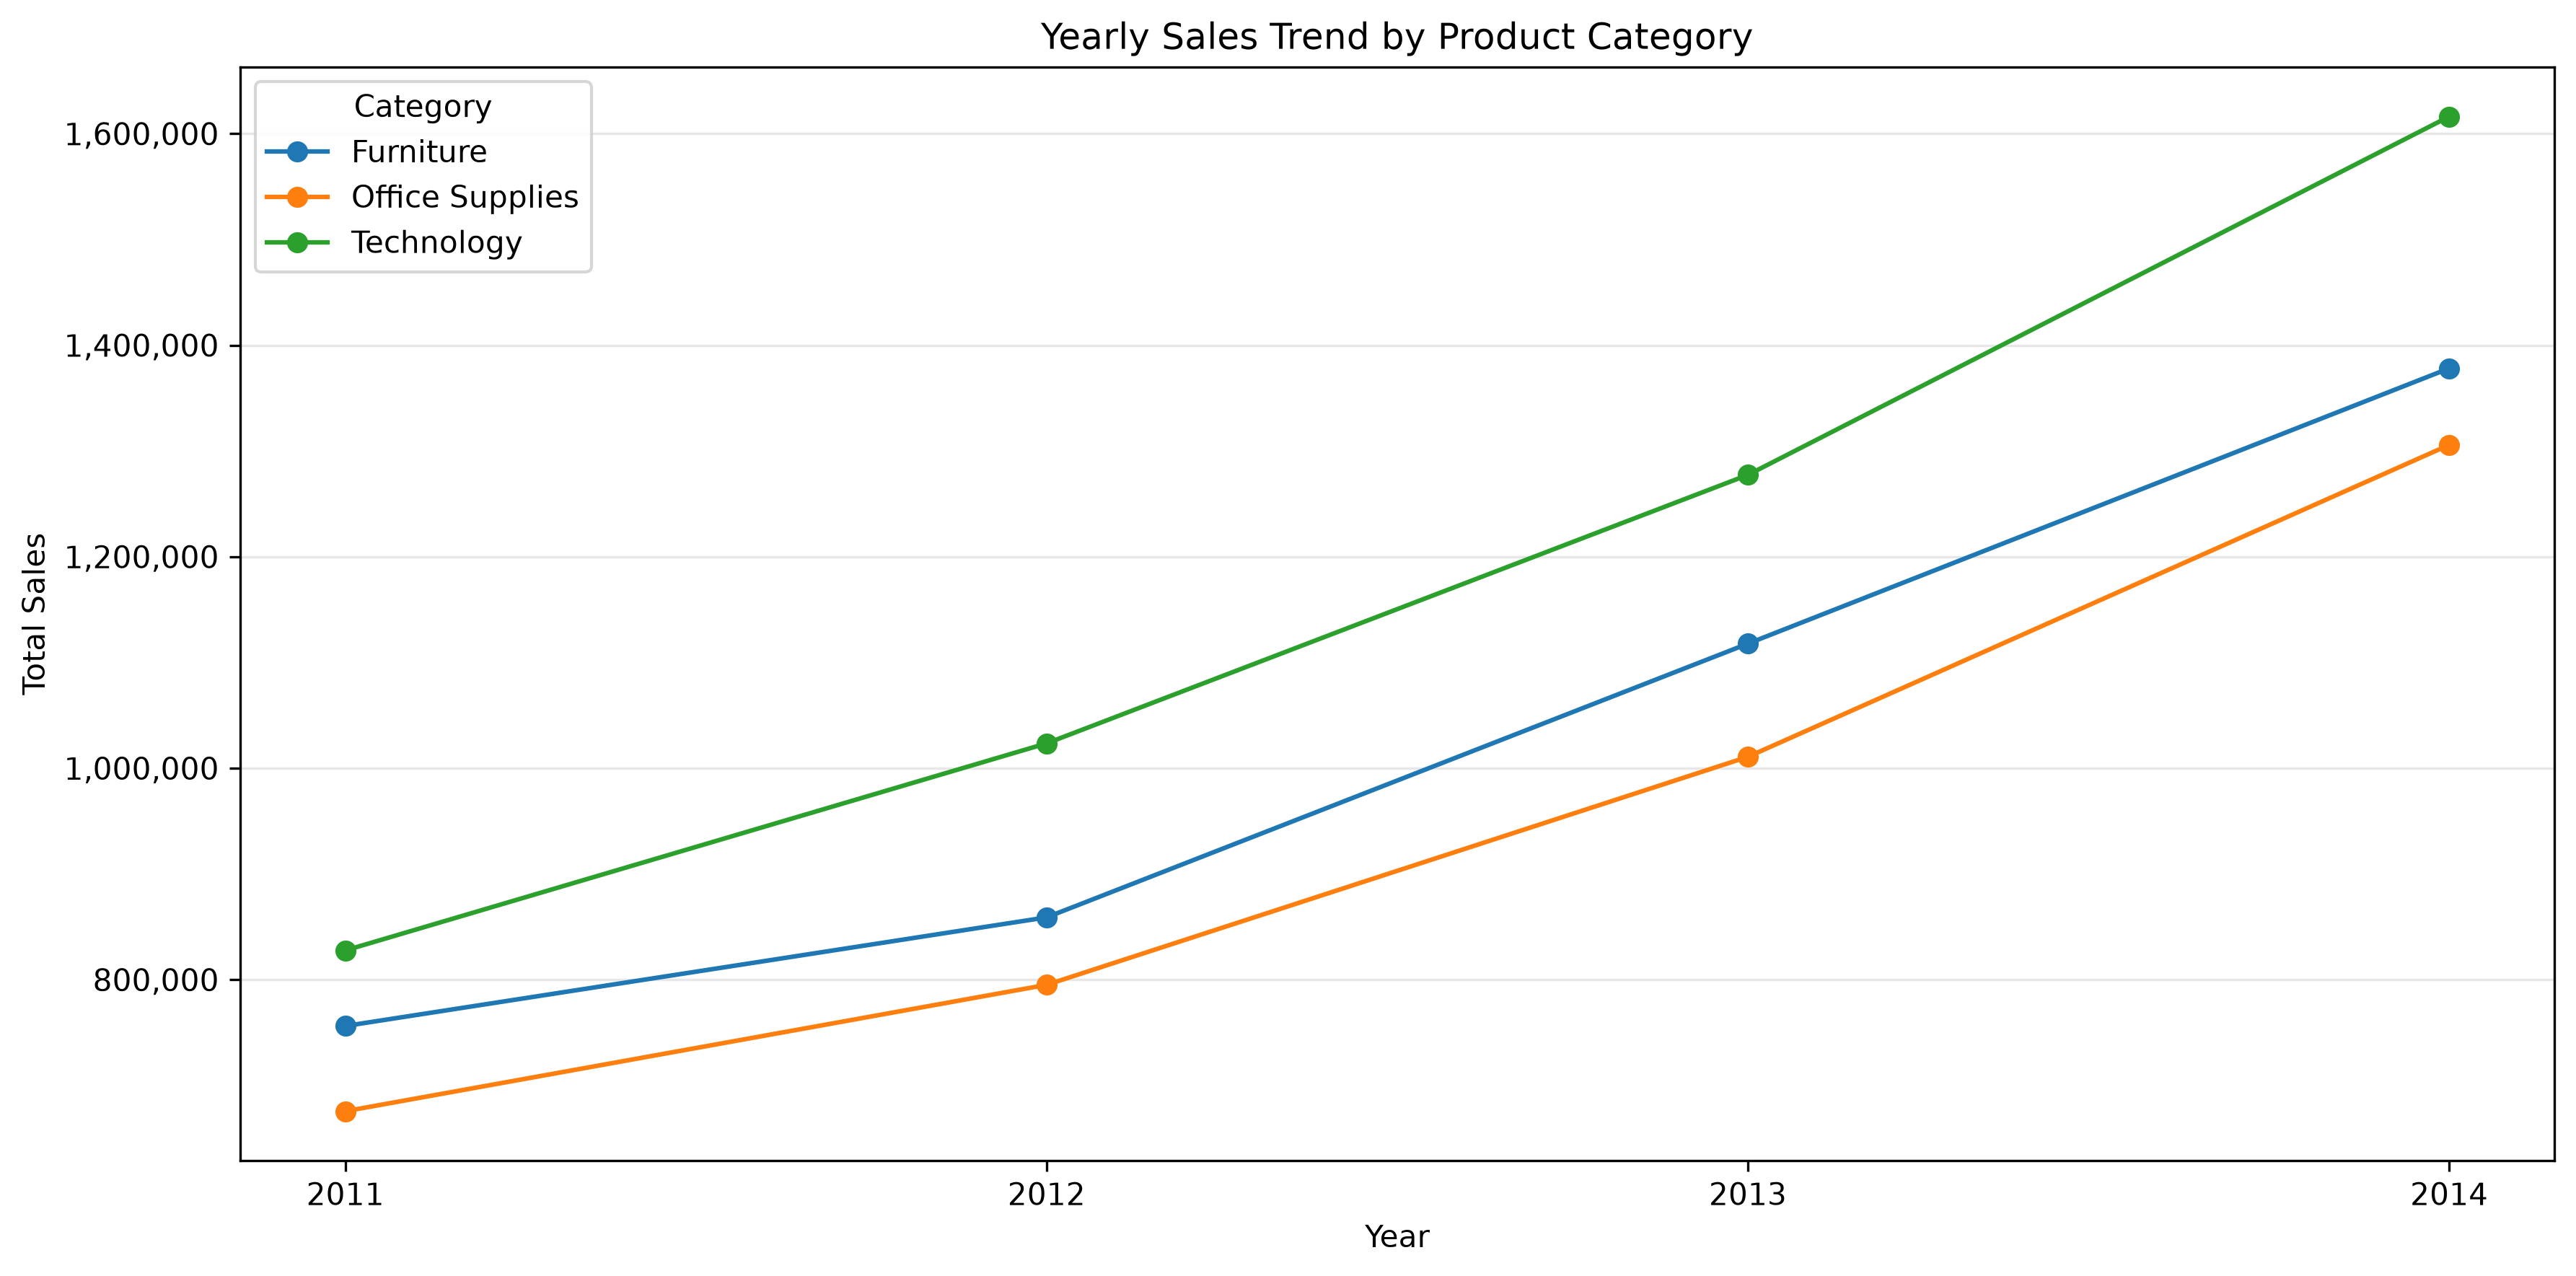 Yearly Sales Trend by Product Category
Category
Furniture
Office Supplies
Technology
1,600,000
1,400,000
1,200,000
1,000,000
800,000
Total Sales
2011 2012 2013 2014
Year